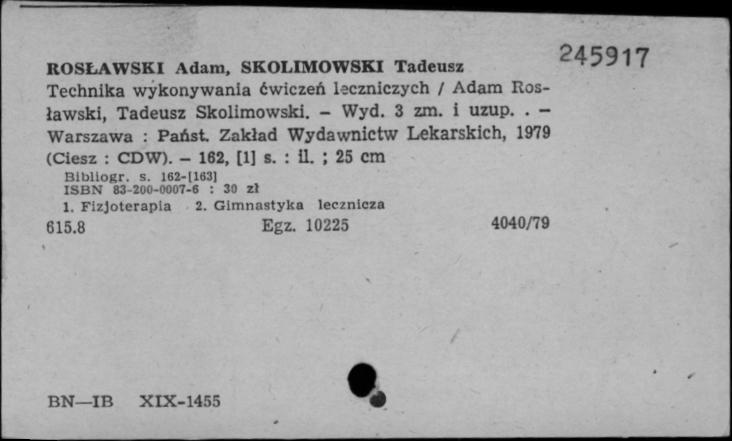 245917
ROSŁAWSKI Adam, SKOLIMOWSKI Tadeusz
Technika wykonywania ćwiczeń leczniczych / Adam Ros-
ławski, Tadeusz Skolimowski. – Wyd. 3 zm. i uzup. . –
Warszawa : Państ. Zakład Wydawnictw Lekarskich, 1979
(Ciesz : CDW). – 162, [1] s. : il. ; 25 cm
Bibliogr. s. 162-[163]
ISBN 83-200-0007-6 : 30 zł
1. Fizjoterapia 2. Gimnastyka lecznicza
615.8 Egz. 10225 4040/79
BN—IB XIX-1455